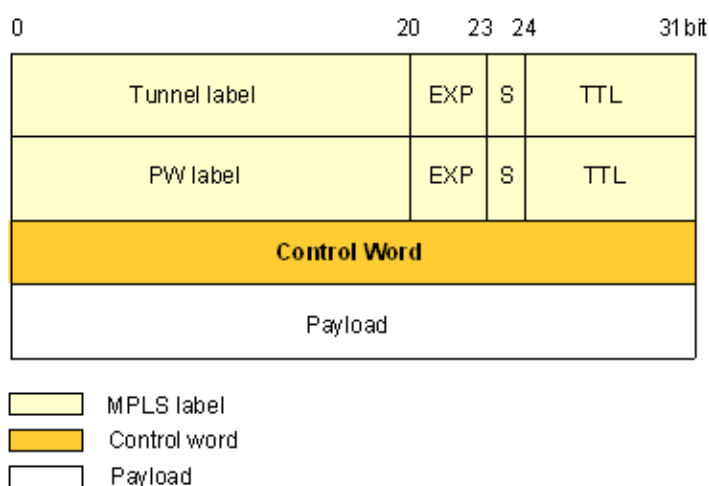 0 20 23 24 31 bit
Tunnel label EXP S TTL
PW label EXP S TTL
Control Word
Payload
MPLS label
Control word
Payload